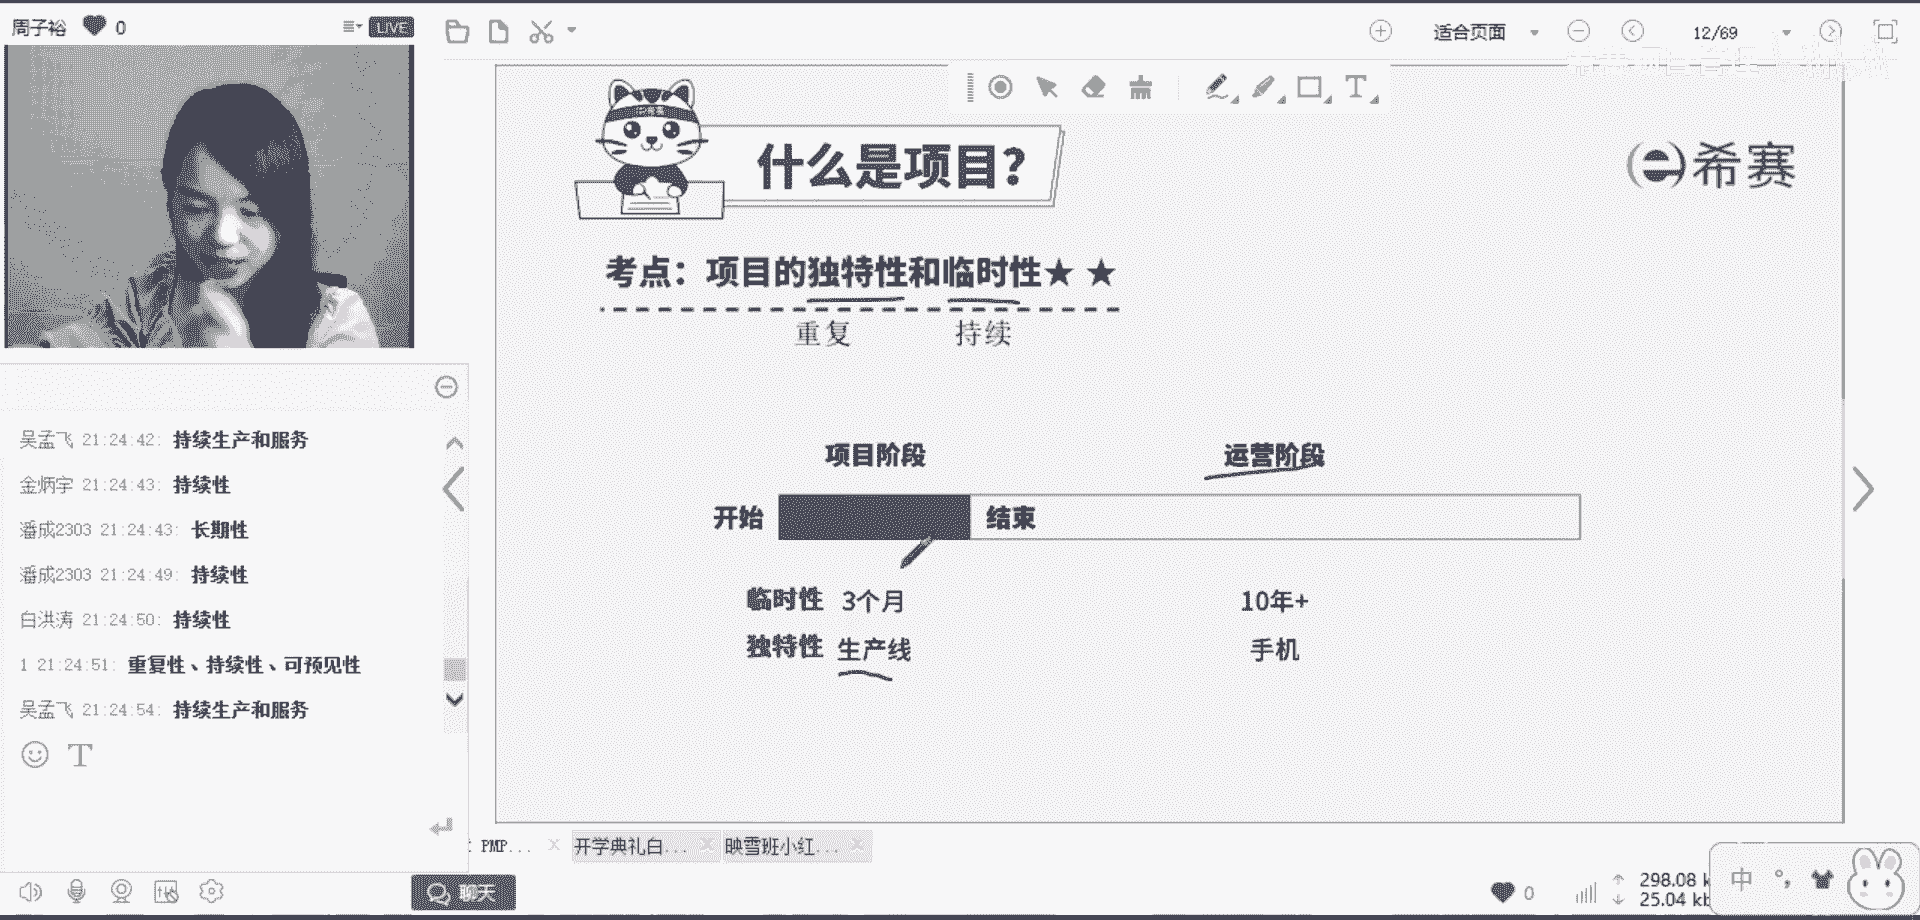 周子裕 0
LIVE
适合页面
12/69
什么是项目？
希赛
考点：项目的独特性和临时性★ ★
重复 持续
项目阶段 运营阶段
开始 结束
临时性 3个月 10年+
独特性 生产线 手机
吴孟飞 21:24:42: 持续生产和服务
金炳宇 21:24:43: 持续性
潘成2303 21:24:43: 长期性
潘成2303 21:24:49: 持续性
白洪涛 21:24:50: 持续性
1 21:24:51: 重复性、持续性、可预见性
吴孟飞 21:24:54: 持续生产和服务
PMP... 开学典礼白... 映雪班小红...
聊天
0
298.08 k
25.04 kb
中